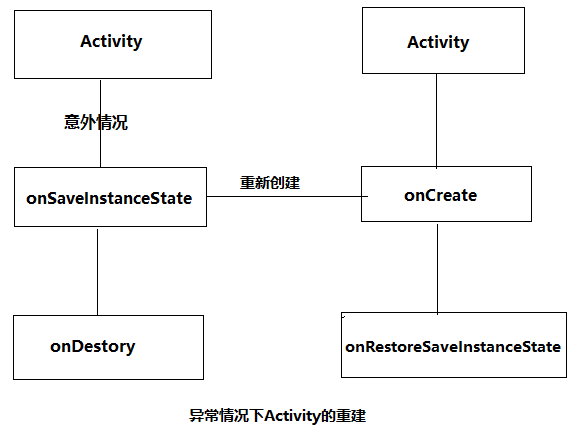 Activity
Activity
意外情况
onSaveInstanceState
重新创建
onCreate
onDestory
onRestoreSaveInstanceState
异常情况下Activity的重建